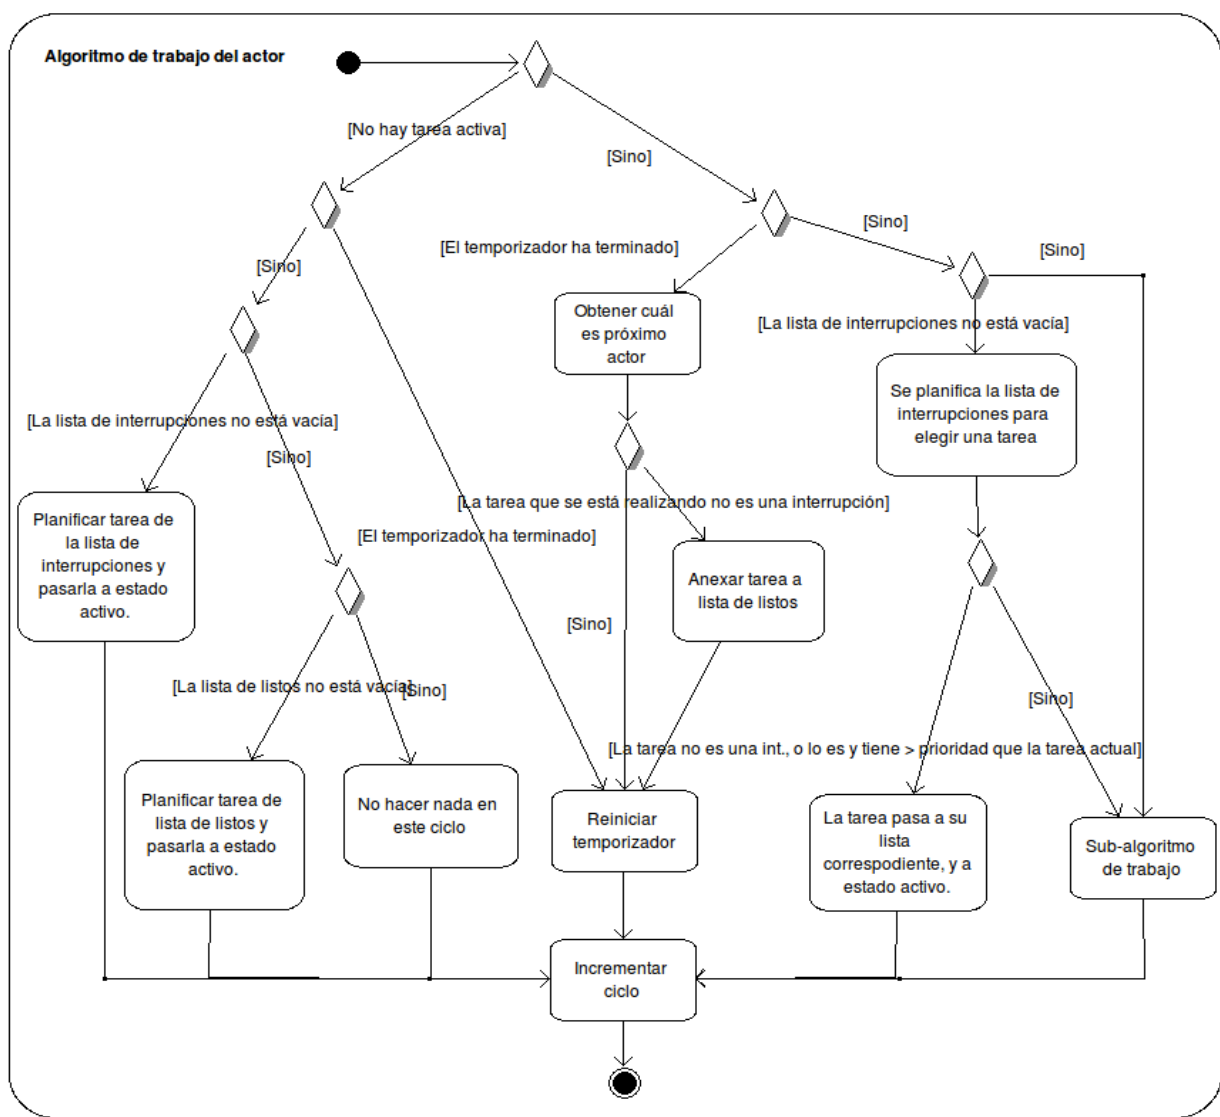 Algoritmo de trabajo del actor
[No hay tarea activa]
[Sino]
[Sino]
[El temporizador ha terminado]
[Sino]
[Sino]
Obtener cuál
es próximo
actor
[La lista de interrupciones no está vacía]
Se planifica la lista de
interrupciones para
elegir una tarea
[La lista de interrupciones no está vacía]
[Sino]
[La tarea que se está realizando no es una interrupción]
Planificar tarea de
la lista de
interrupciones y
pasarla a estado
activo.
[El temporizador ha terminado]
Anexar tarea a
lista de listos
[Sino]
[La lista de listos no está vacía]
[Sino]
[Sino]
[La tarea no es una int., o lo es y tiene > prioridad que la tarea actual]
Planificar tarea de
lista de listos y
pasarla a estado
activo.
No hacer nada en
este ciclo
Reiniciar
temporizador
La tarea pasa a su
lista
correspodiente, y a
estado activo.
Sub-algoritmo
de trabajo
Incrementar
ciclo